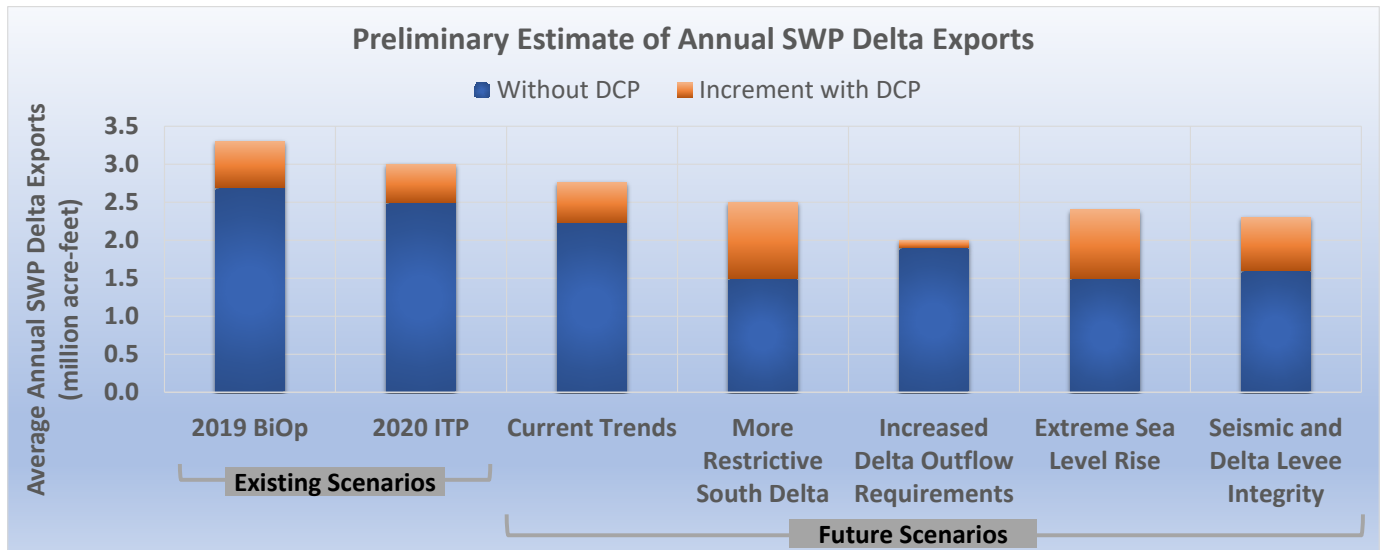 Preliminary Estimate of Annual SWP Delta Exports
Without DCP Increment with DCP
Average Annual SWP Delta Exports
(million acre-feet)
3.5
3.0
2.5
2.0
1.5
1.0
0.5
0.0
2019 BiOp 2020 ITP Current Trends More Increased Extreme Sea Seismic and
Restrictive Delta Outflow Level Rise Delta Levee
South Delta Requirements Integrity
Existing Scenarios
Future Scenarios